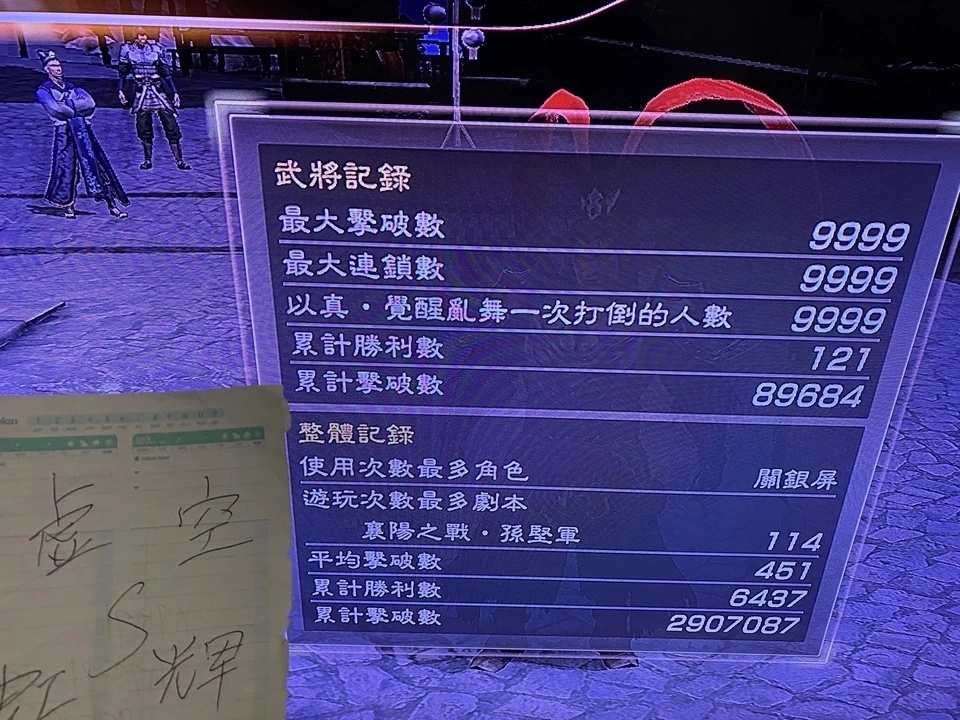 武將記錄
最大擊破數 9999
最大連鎖數 9999
以真・覺醒亂舞一次打倒的人數 9999
累計勝利數 121
累計擊破數 89684
整體記錄
使用次數最多角色 關銀屏
遊玩次數最多劇本
襄陽之戰・孫堅軍 114
平均擊破數 451
累計勝利數 6437
累計擊破數 2907087
虛空
S
虹輝